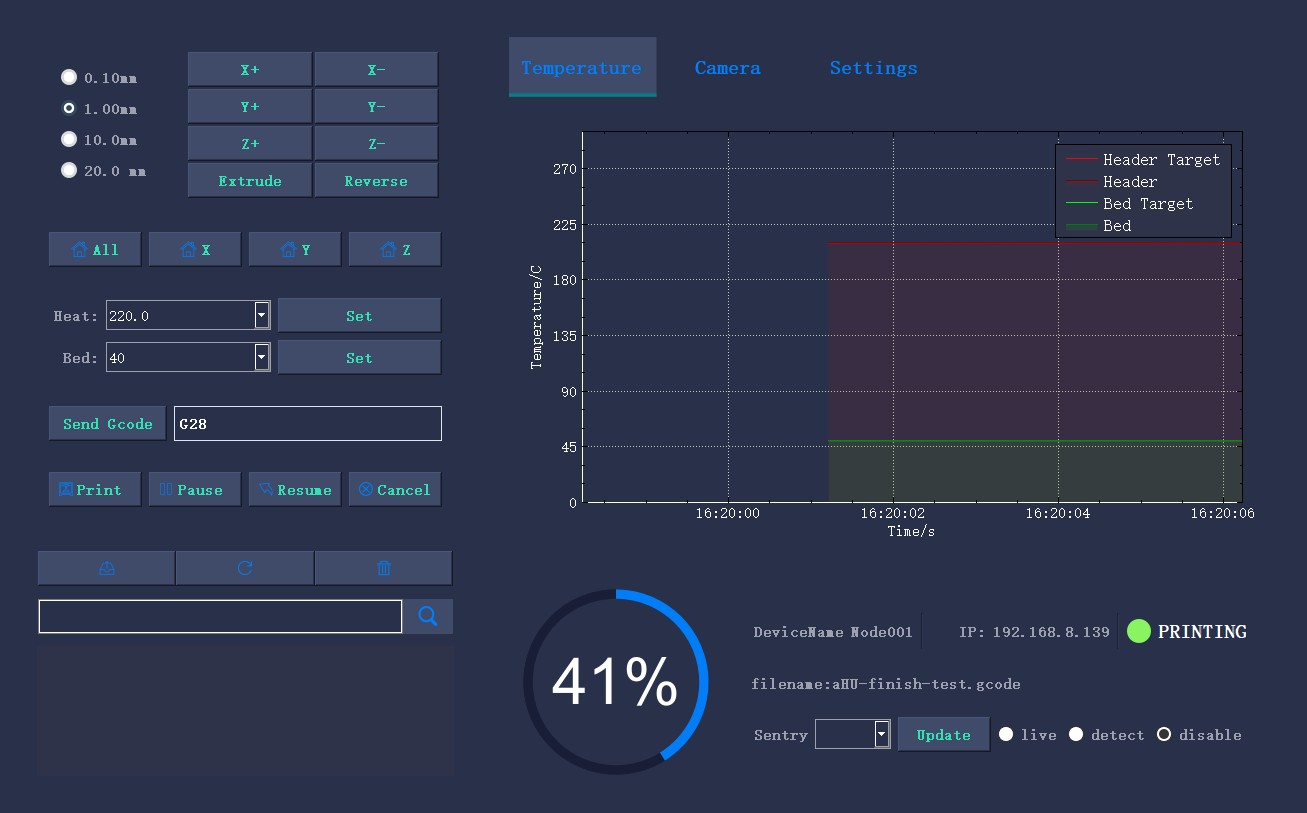 0.10mm
1.00mm
10.0mm
20.0 mm
X+ X-
Y+ Y-
Z+ Z-
Extrude Reverse
All X Y Z
Heat: 220.0 Set
Bed: 40 Set
Send Gcode G28
Print Pause Resume Cancel
Temperature Camera Settings
Header Target
Header
Bed Target
Bed
270
225
180
135
90
45
0
Temperature/C
16:20:00 16:20:02 16:20:04 16:20:06
Time/s
41%
DeviceName Node001 IP: 192.168.8.139 PRINTING
filename:aHU-finish-test.gcode
Sentry Update live detect disable